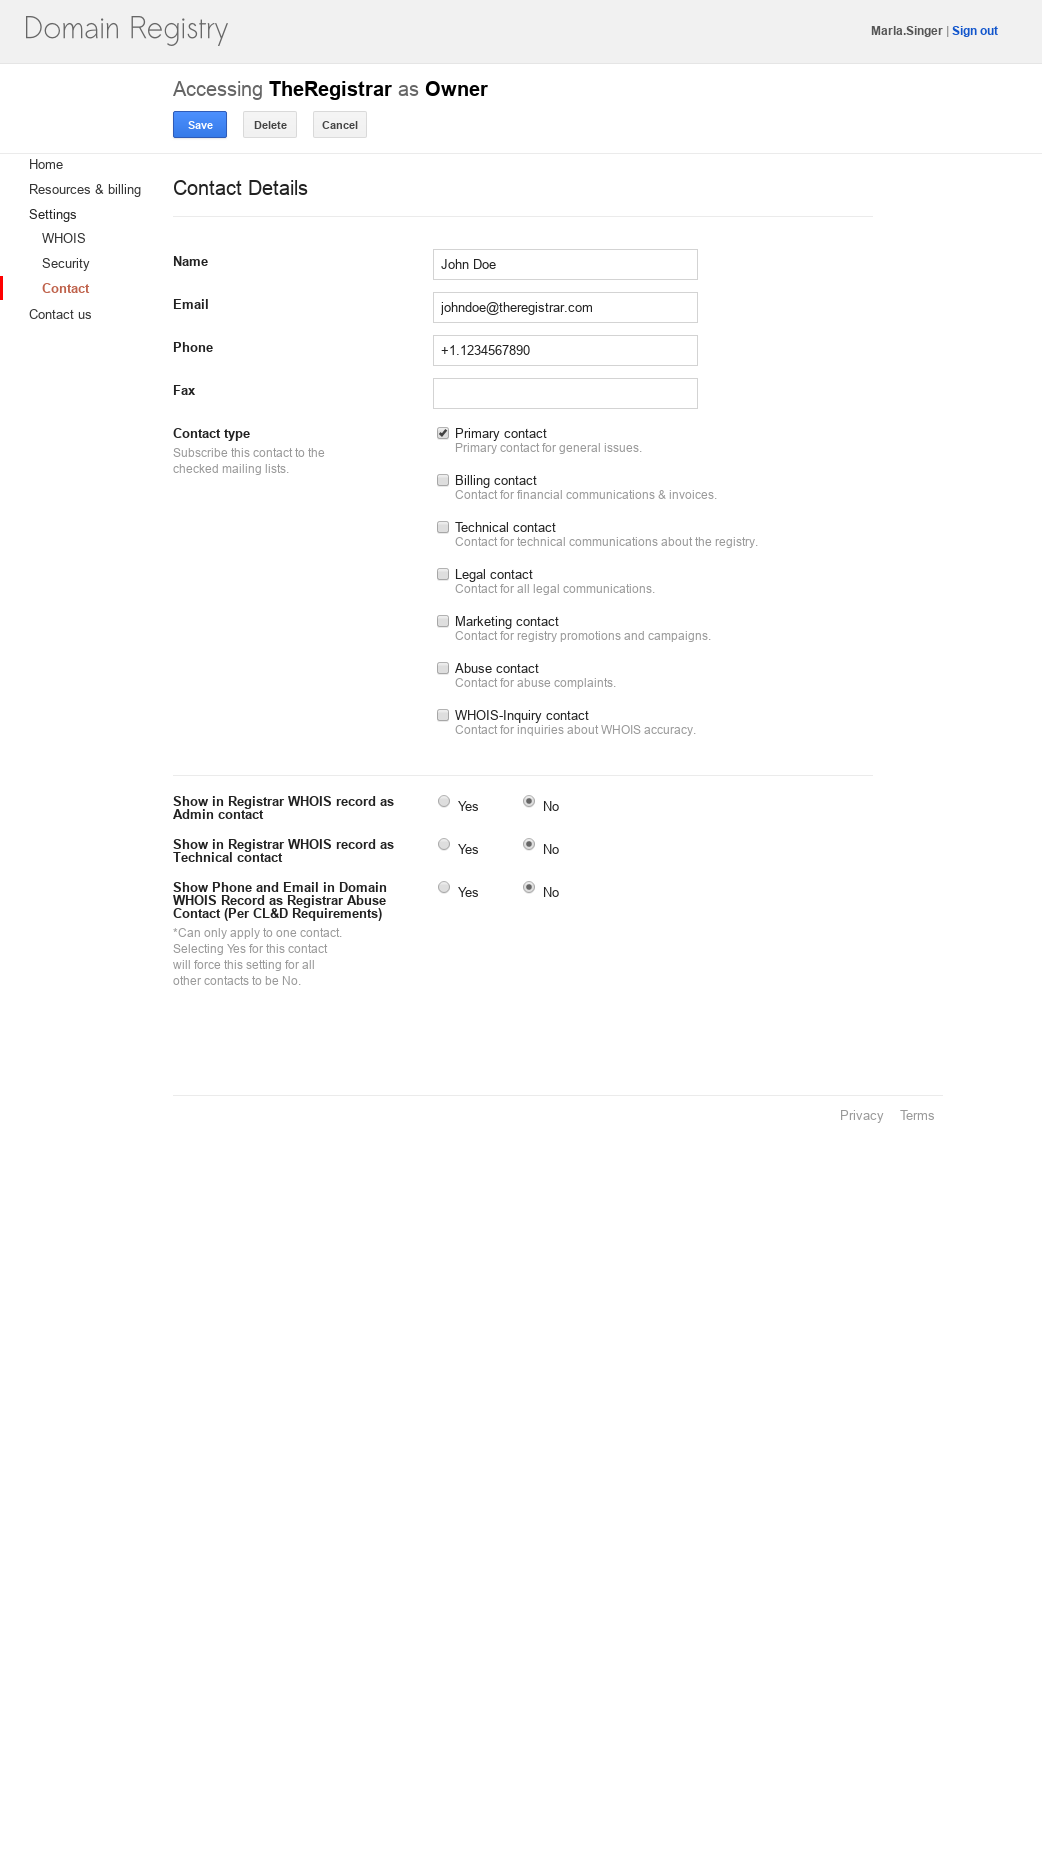 Domain Registry
Marla.Singer | Sign out
Accessing TheRegistrar as Owner
Save Delete Cancel
Home
Resources & billing
Settings
WHOIS
Security
Contact
Contact us
Contact Details
Name
John Doe
Email
johndoe@theregistrar.com
Phone
+1.1234567890
Fax
Contact type
Subscribe this contact to the
checked mailing lists.
Primary contact
Primary contact for general issues.
Billing contact
Contact for financial communications & invoices.
Technical contact
Contact for technical communications about the registry.
Legal contact
Contact for all legal communications.
Marketing contact
Contact for registry promotions and campaigns.
Abuse contact
Contact for abuse complaints.
WHOIS-Inquiry contact
Contact for inquiries about WHOIS accuracy.
Show in Registrar WHOIS record as
Admin contact
Yes No
Show in Registrar WHOIS record as
Technical contact
Yes No
Show Phone and Email in Domain
WHOIS Record as Registrar Abuse
Contact (Per CL&D Requirements)
Yes No
*Can only apply to one contact.
Selecting Yes for this contact
will force this setting for all
other contacts to be No.
Privacy Terms